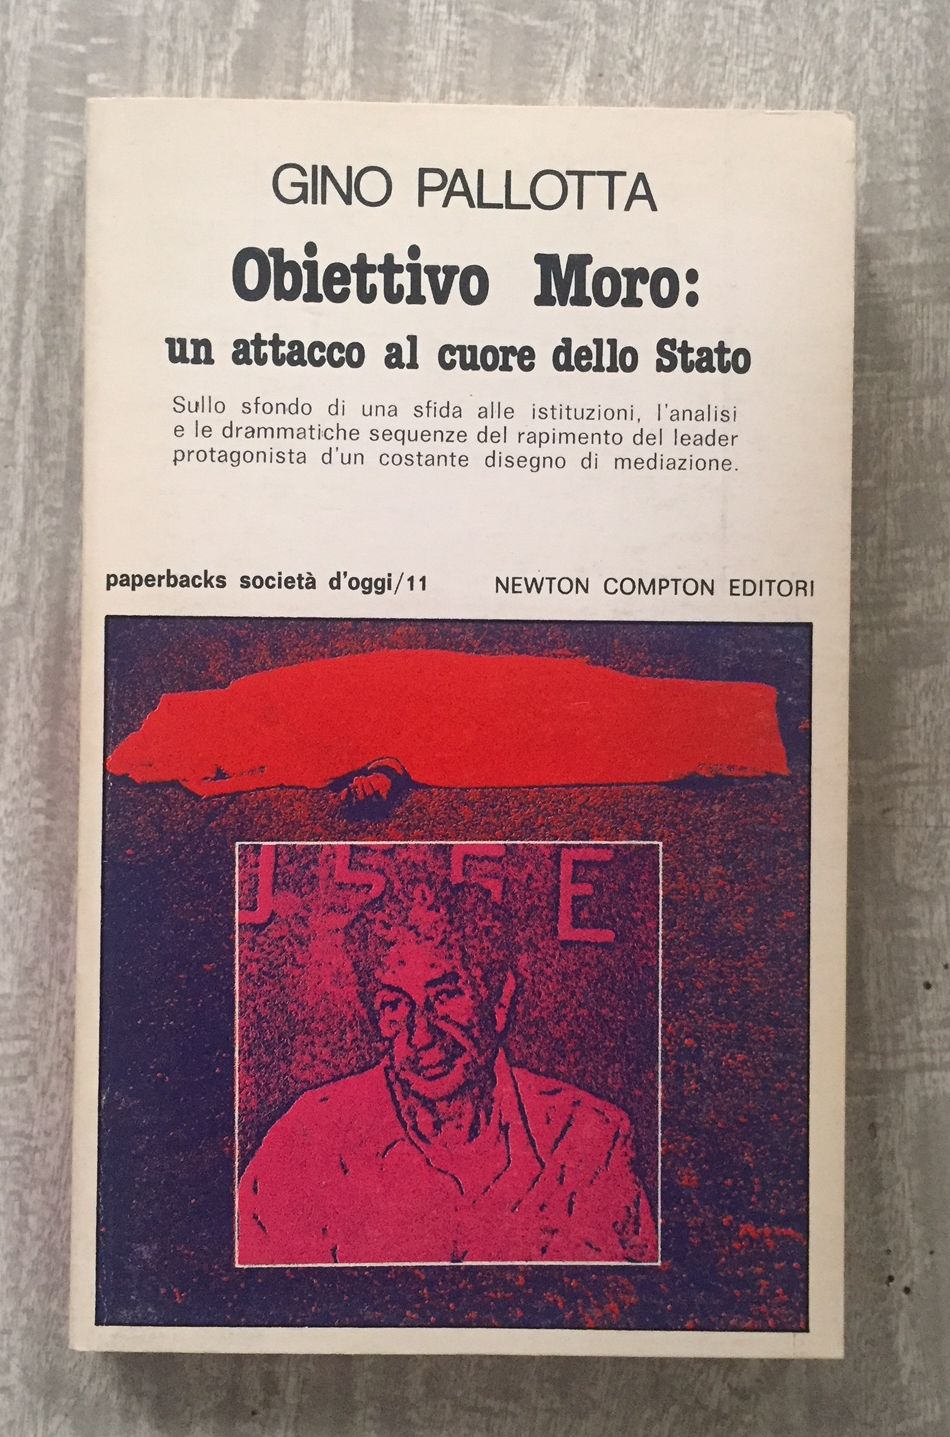 GINO PALLOTTA
Obiettivo Moro:
un attacco al cuore dello Stato
Sullo sfondo di una sfida alle istituzioni, l'analisi
e le drammatiche sequenze del rapimento del leader
protagonista d'un costante disegno di mediazione.
paperbacks società d'oggi/11 NEWTON COMPTON EDITORI